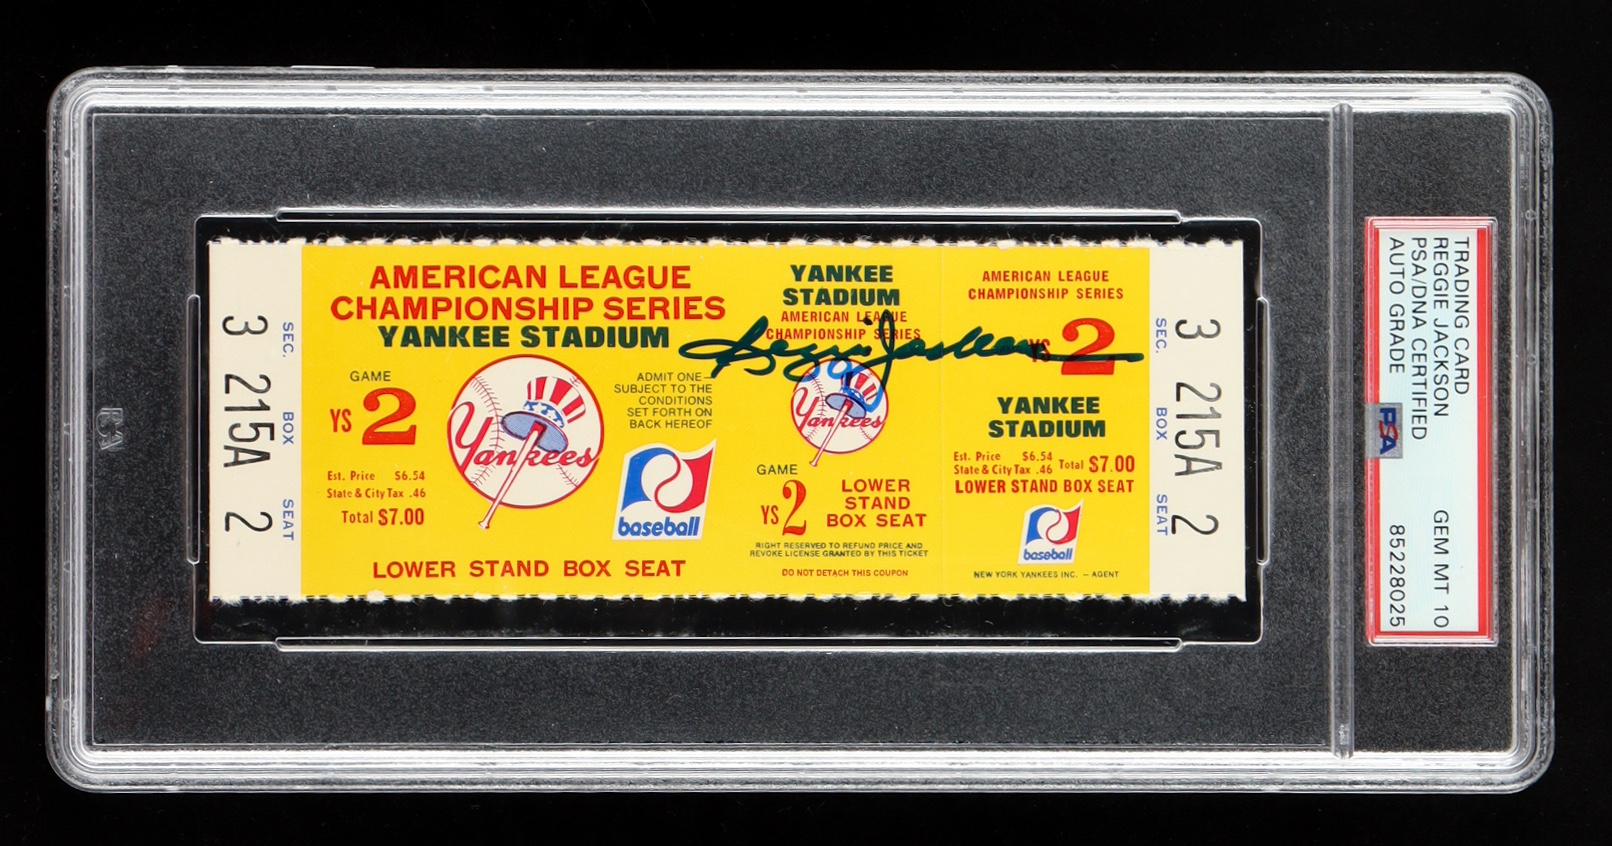 3 215A 2
SEC. BOX SEAT
AMERICAN LEAGUE
CHAMPIONSHIP SERIES
YANKEE STADIUM
GAME
YS 2
Est. Price $6.54
State & City Tax .46
Total $7.00
Yankees
ADMIT ONE—
SUBJECT TO THE
CONDITIONS
SET FORTH ON
BACK HEREOF
baseball
LOWER STAND BOX SEAT
YANKEE
STADIUM
AMERICAN LEAGUE
CHAMPIONSHIP SERIES
Reggie Jackson
Yankees
GAME
YS 2
LOWER
STAND
BOX SEAT
RIGHT RESERVED TO REFUND PRICE AND
REVOKE LICENSE GRANTED BY THIS TICKET
DO NOT DETACH THIS COUPON
AMERICAN LEAGUE
CHAMPIONSHIP SERIES
YS 2
YANKEE
STADIUM
Est. Price $6.54
State & City Tax .46 Total $7.00
LOWER STAND BOX SEAT
baseball
NEW YORK YANKEES INC. — AGENT
SEC. BOX SEAT
3 215A 2
TRADING CARD
REGGIE JACKSON
PSA/DNA CERTIFIED
AUTO GRADE
PSA
GEM MT 10
85228025